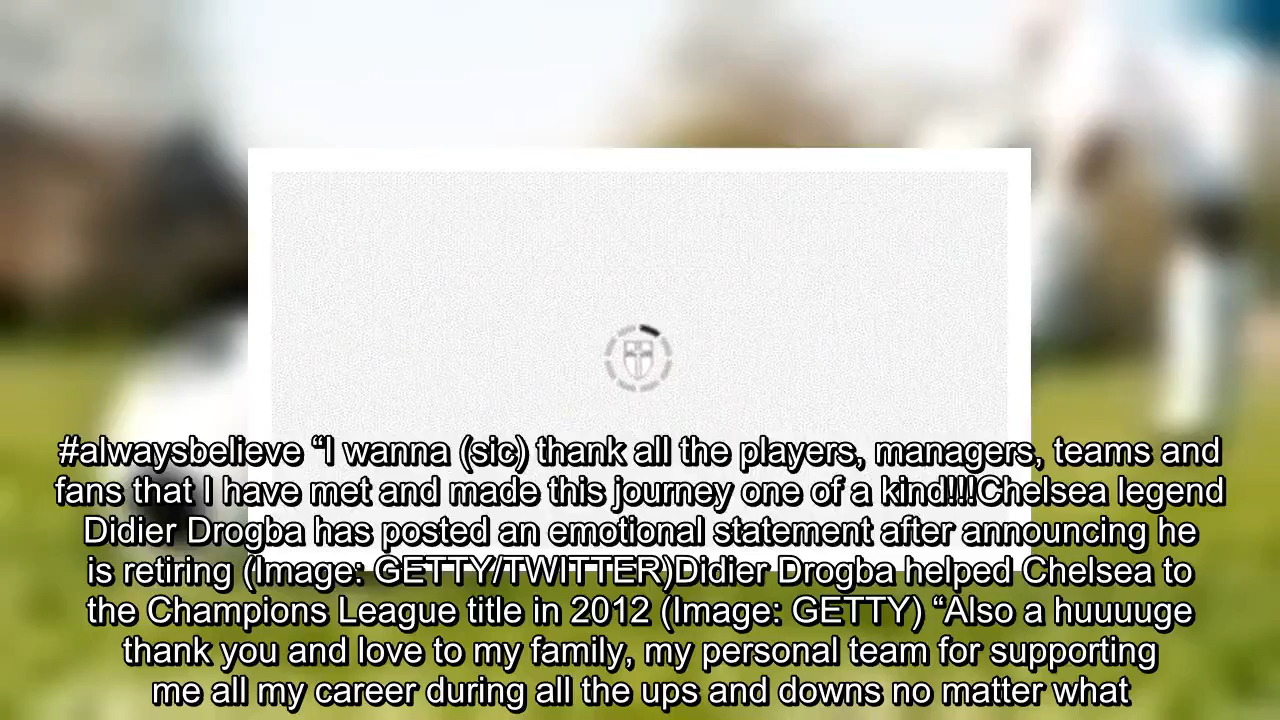 #alwaysbelieve “I wanna (sic) thank all the players, managers, teams and
fans that I have met and made this journey one of a kind!!!Chelsea legend
Didier Drogba has posted an emotional statement after announcing he
is retiring (Image: GETTY/TWITTER)Didier Drogba helped Chelsea to
the Champions League title in 2012 (Image: GETTY) “Also a huuuuge
thank you and love to my family, my personal team for supporting
me all my career during all the ups and downs no matter what